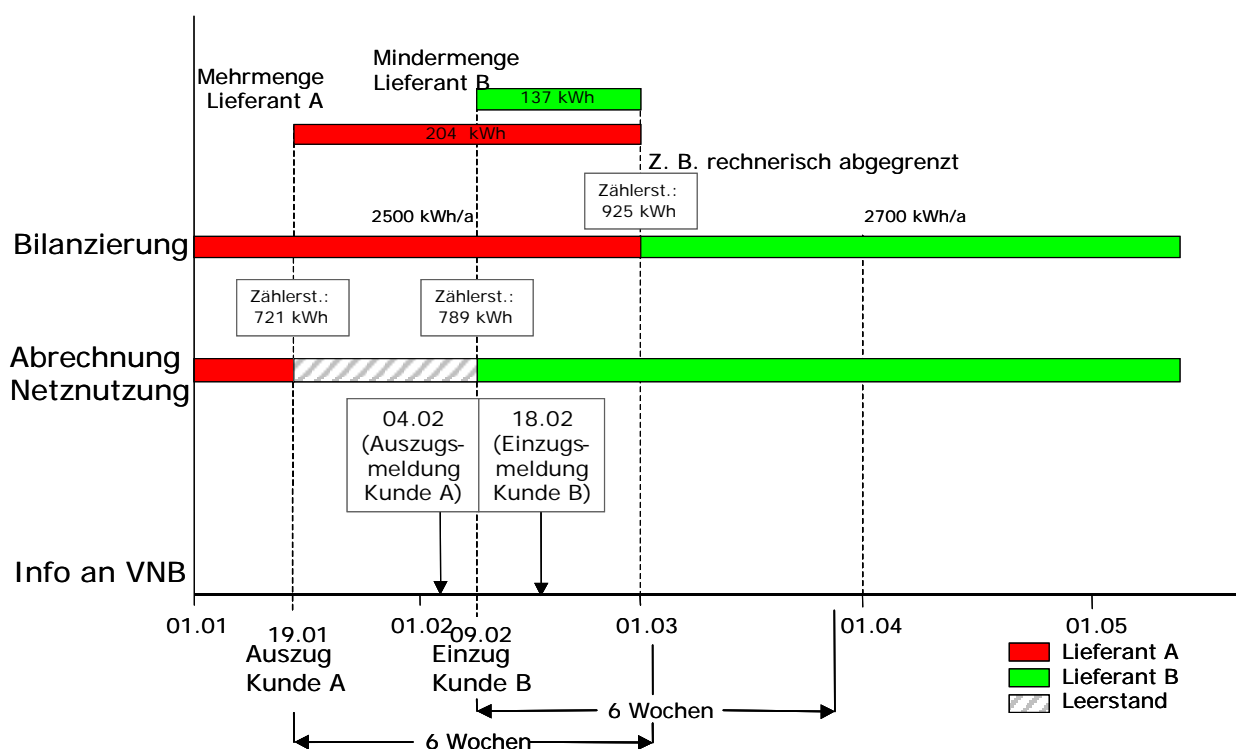 Mindermenge
Lieferant B
Mehrmenge
Lieferant A
137 kWh
204 kWh
Z. B. rechnerisch abgegrenzt
Zählerst.:
925 kWh
2500 kWh/a
2700 kWh/a
Bilanzierung
Zählerst.:
721 kWh
Zählerst.:
789 kWh
Abrechnung
Netznutzung
04.02
(Auszugs-
meldung
Kunde A)
18.02
(Einzugs-
meldung
Kunde B)
Info an VNB
01.01
19.01
01.02
09.02
01.03
01.04
01.05
Auszug
Kunde A
Einzug
Kunde B
Lieferant A
Lieferant B
Leerstand
6 Wochen
6 Wochen